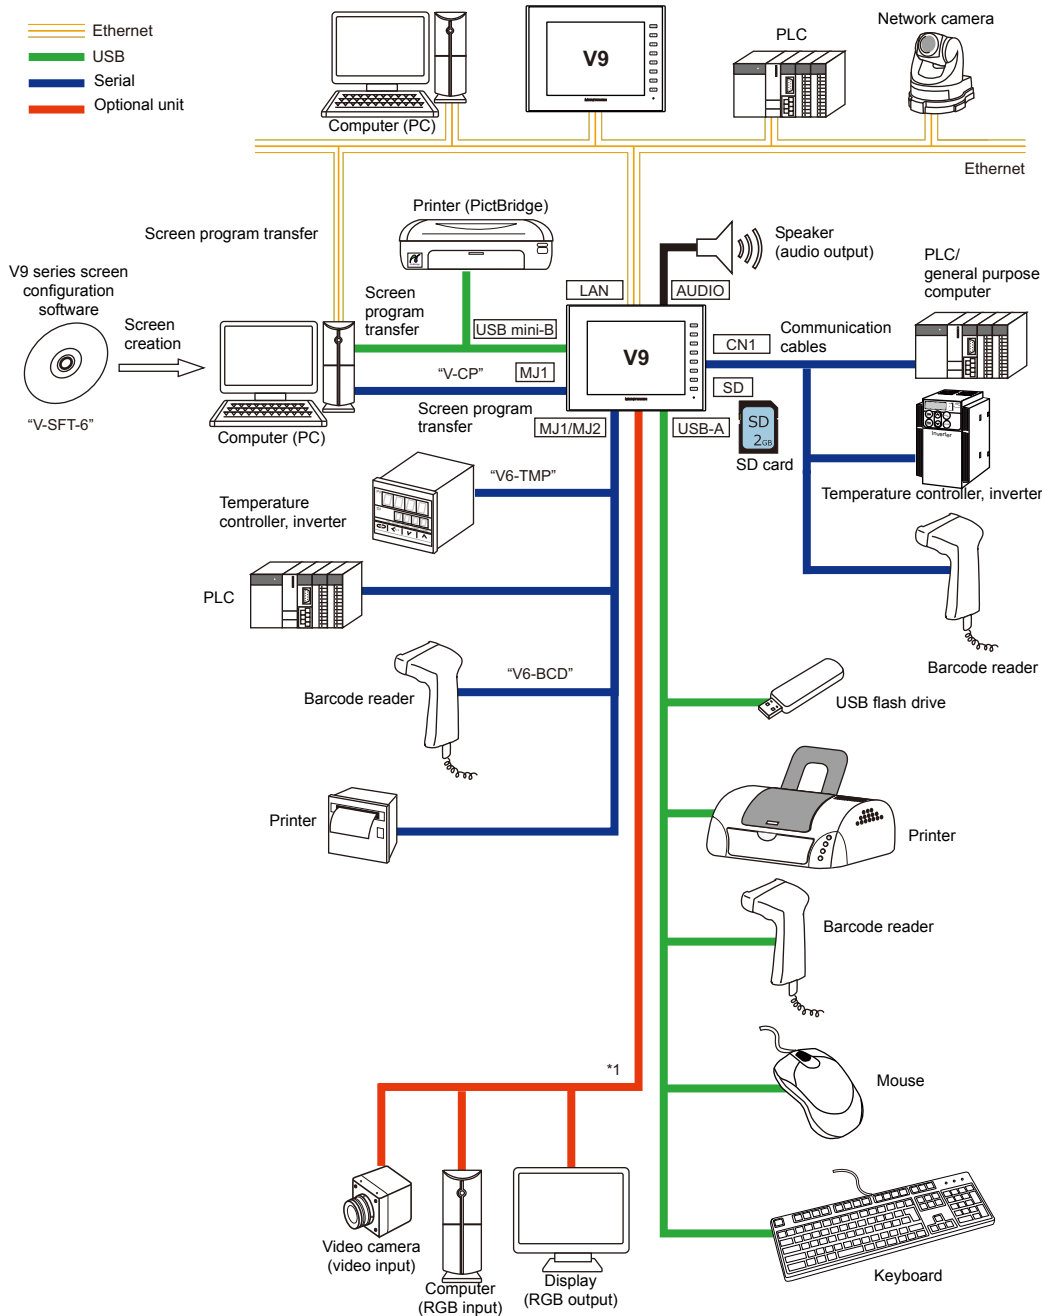 Ethernet
USB
Serial
Optional unit
Computer (PC)
V9
PLC
Network camera
Ethernet
Printer (PictBridge)
Screen program transfer
Speaker
(audio output)
PLC/
general purpose
computer
V9 series screen
configuration
software
Screen
creation
"V-SFT-6"
Screen
program
transfer
LAN
AUDIO
USB mini-B
V9
CN1
Communication
cables
"V-CP"
MJ1
SD
Screen program
transfer
Computer (PC)
MJ1/MJ2
USB-A
SD
2GB
SD card
Inverter
Temperature controller, inverter
"V6-TMP"
Temperature
controller, inverter
PLC
Barcode reader
"V6-BCD"
Barcode reader
USB flash drive
Printer
Printer
Barcode reader
*1
Mouse
Video camera
(video input)
Computer
(RGB input)
Display
(RGB output)
Keyboard